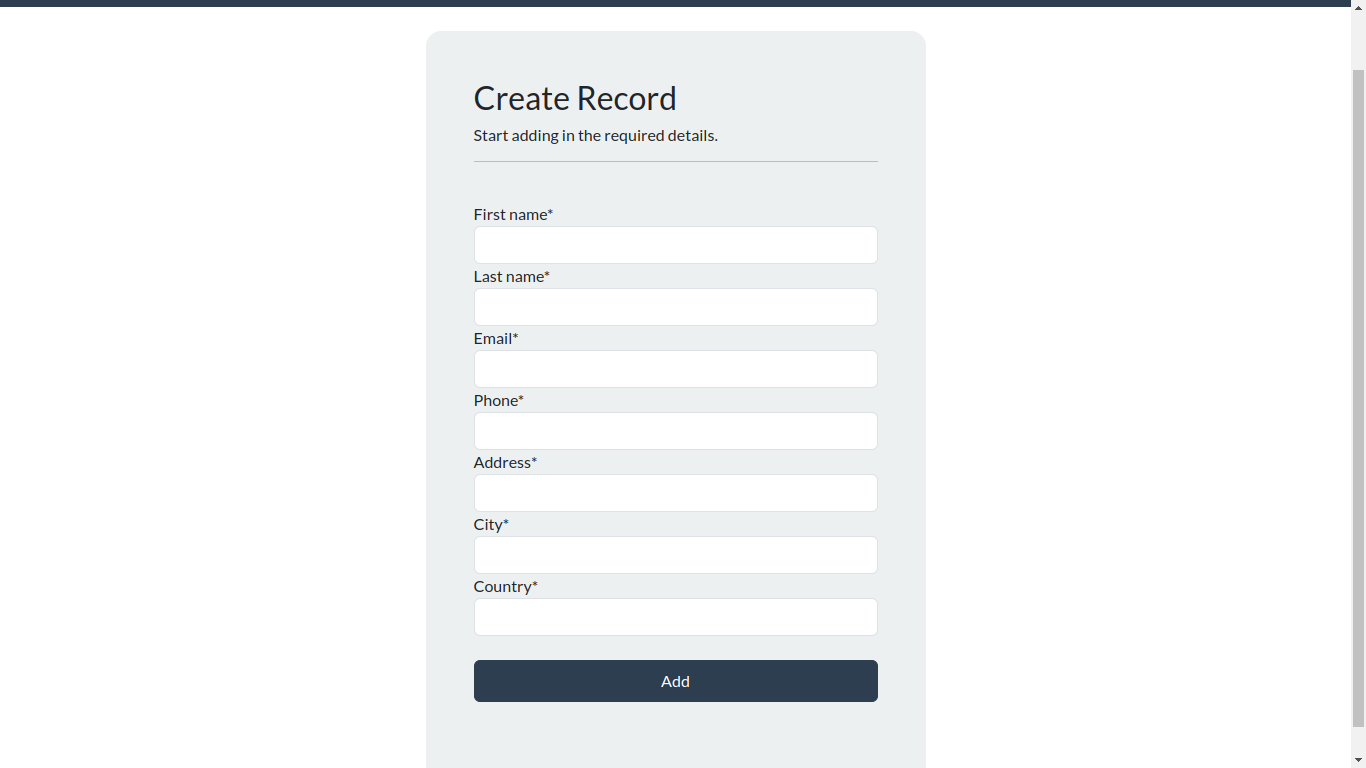 Create Record
Start adding in the required details.
First name*
Last name*
Email*
Phone*
Address*
City*
Country*
Add